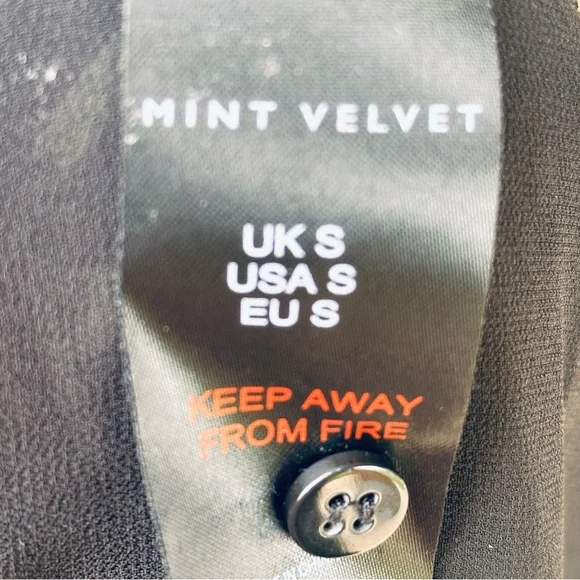 MINT VELVET
UK S
USA S
EU S
KEEP AWAY
FROM FIRE